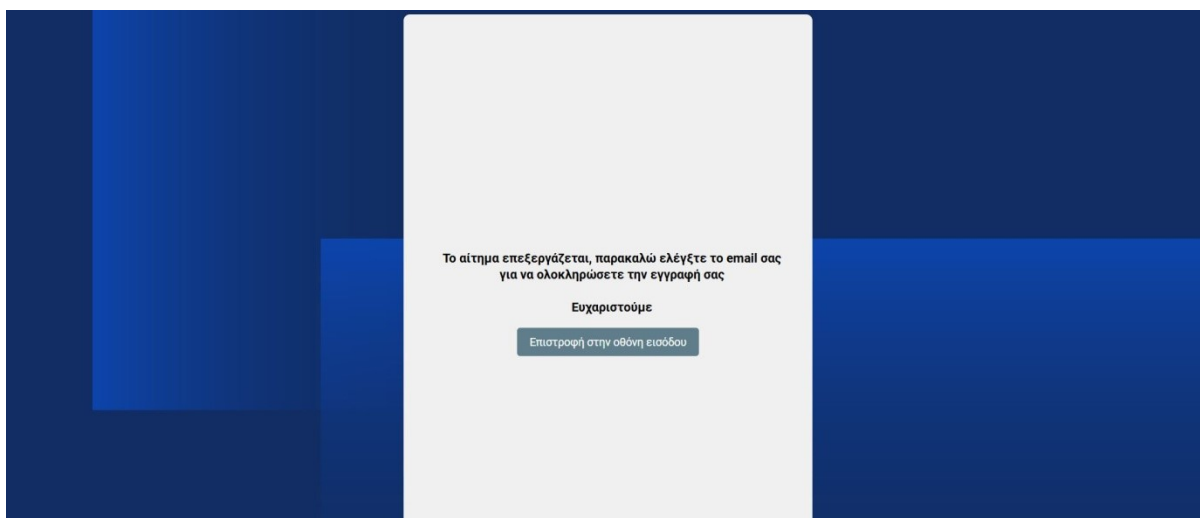 Το αίτημα επεξεργάζεται, παρακαλώ ελέγξτε το email σας
για να ολοκληρώσετε την εγγραφή σας
Ευχαριστούμε
Επιστροφή στην οθόνη εισόδου